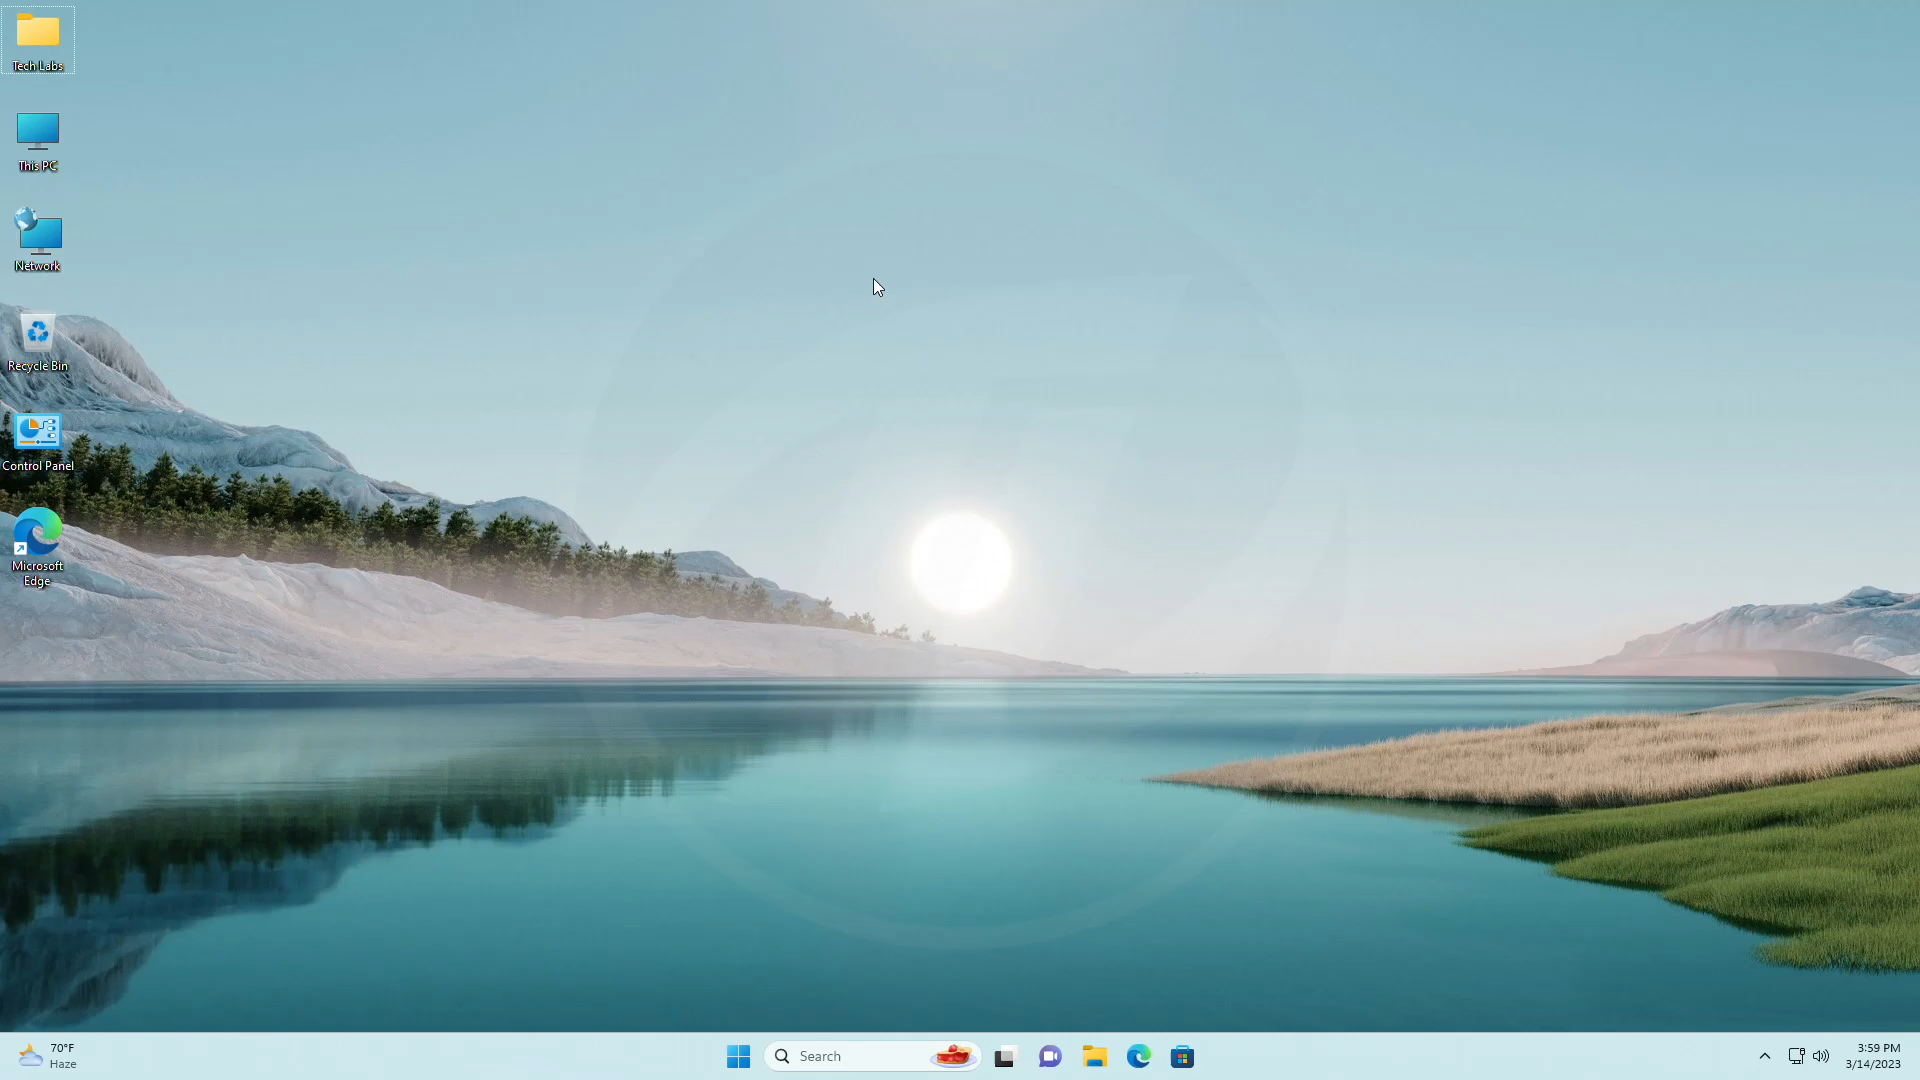 Tech Labs
This PC
Network
Recycle Bin
Control Panel
Microsoft
Edge
70°F
Haze
Search
3:59 PM
3/14/2023